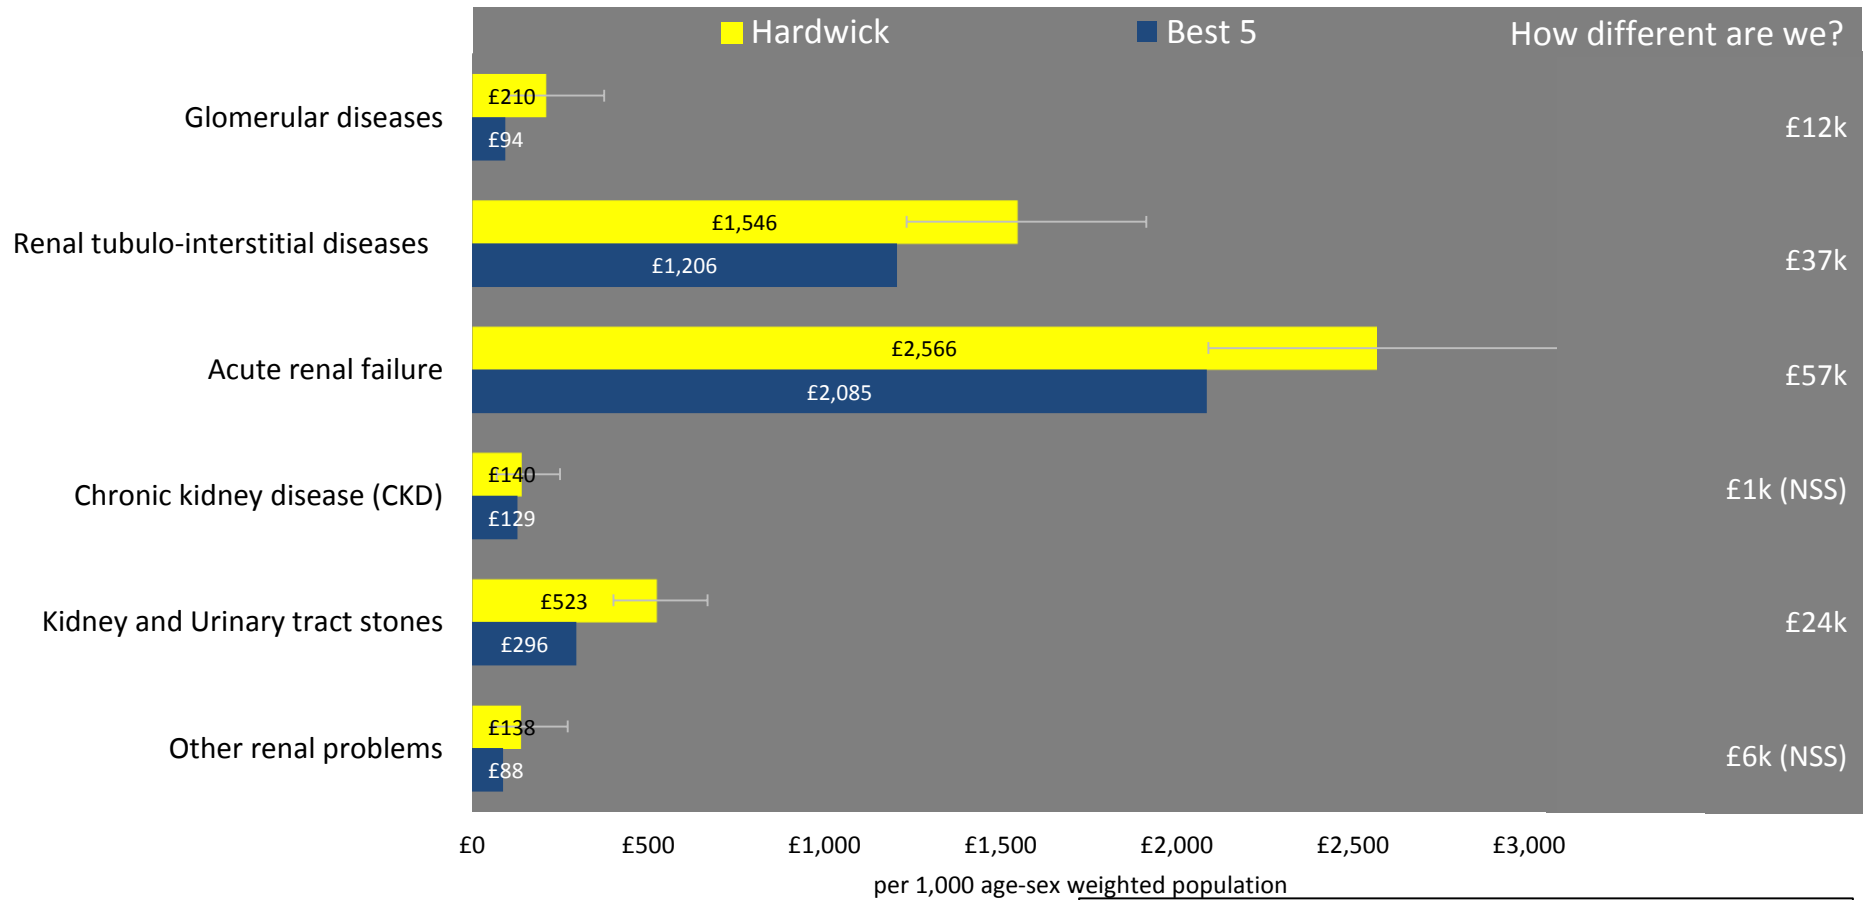 Hardwick
Best 5
How different are we?
Glomerular diseases
£210
£94
£12k
Renal tubulo-interstitial diseases
£1,546
£1,206
£37k
Acute renal failure
£2,566
£2,085
£57k
Chronic kidney disease (CKD)
£140
£129
£1k (NSS)
Kidney and Urinary tract stones
£523
£296
£24k
Other renal problems
£138
£88
£6k (NSS)
£0 £500 £1,000 £1,500 £2,000 £2,500 £3,000
per 1,000 age-sex weighted population